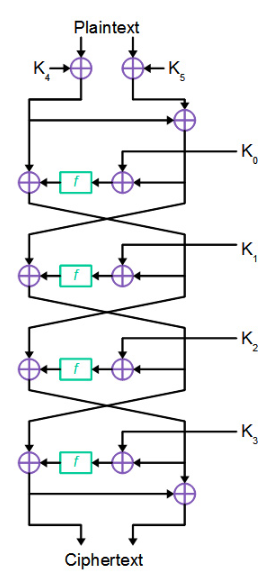 Plaintext
K4 K5
K0
f
K1
f
K2
f
K3
f
Ciphertext